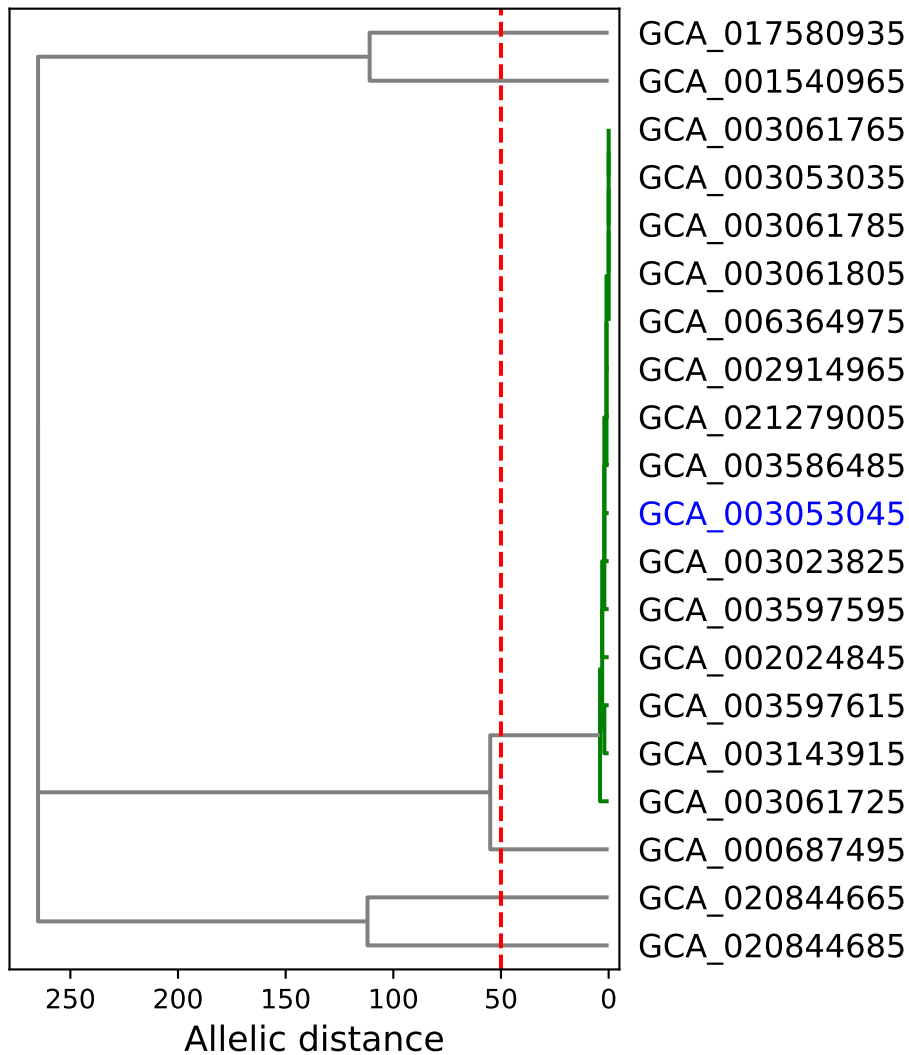 GCA_017580935
GCA_001540965
GCA_003061765
GCA_003053035
GCA_003061785
GCA_003061805
GCA_006364975
GCA_002914965
GCA_021279005
GCA_003586485
GCA_003053045
GCA_003023825
GCA_003597595
GCA_002024845
GCA_003597615
GCA_003143915
GCA_003061725
GCA_000687495
GCA_020844665
GCA_020844685
250 200 150 100 50 0
Allelic distance